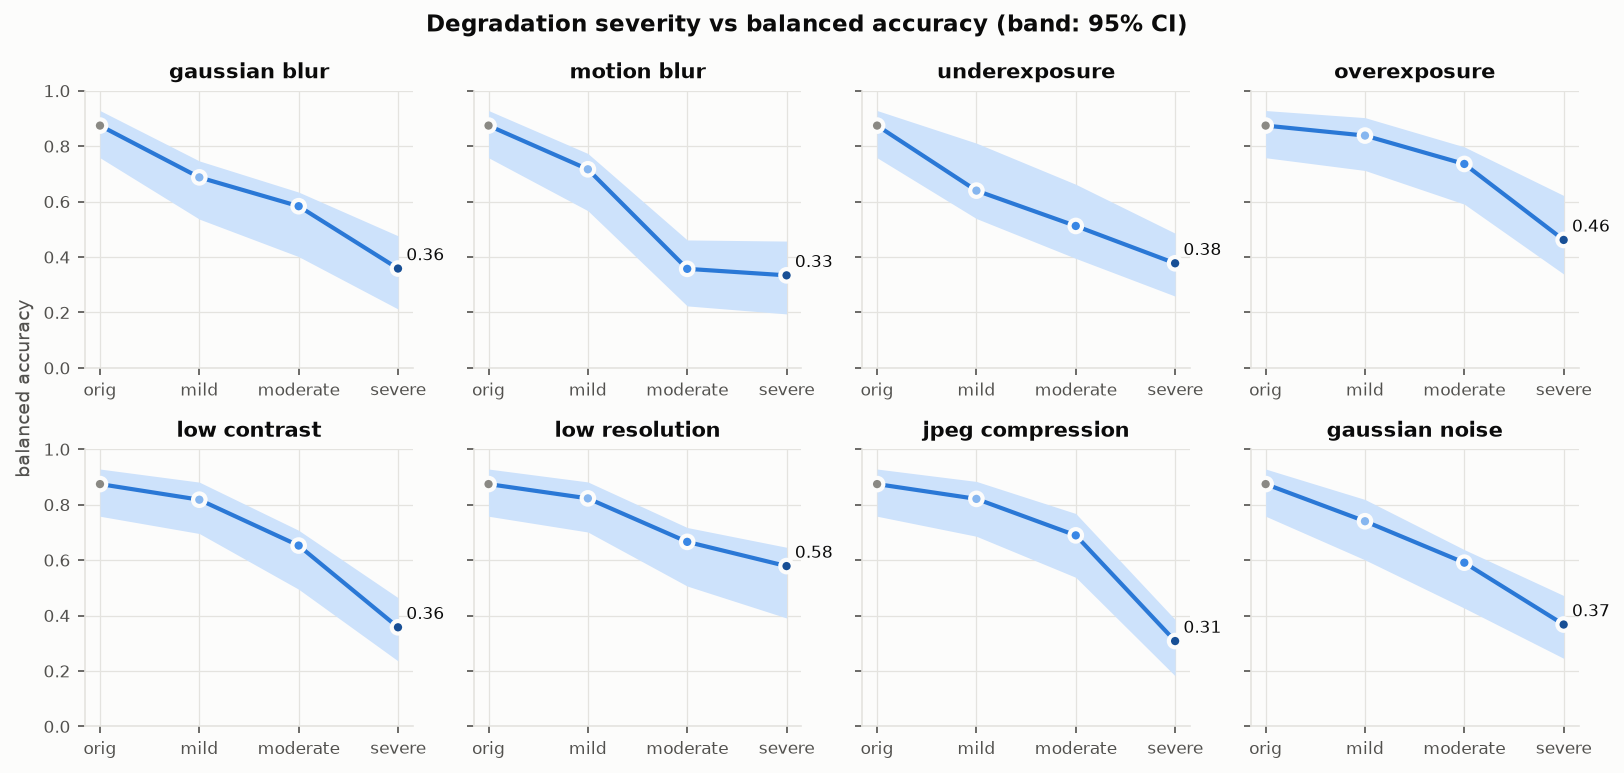 Degradation severity vs balanced accuracy (band: 95% CI)
gaussian blur
motion blur
underexposure
overexposure
balanced accuracy
1.0
0.8
0.6
0.4
0.2
0.0
0.36
0.33
0.38
0.46
orig mild moderate severe
orig mild moderate severe
orig mild moderate severe
orig mild moderate severe
low contrast
low resolution
jpeg compression
gaussian noise
1.0
0.8
0.6
0.4
0.2
0.0
0.36
0.58
0.31
0.37
orig mild moderate severe
orig mild moderate severe
orig mild moderate severe
orig mild moderate severe